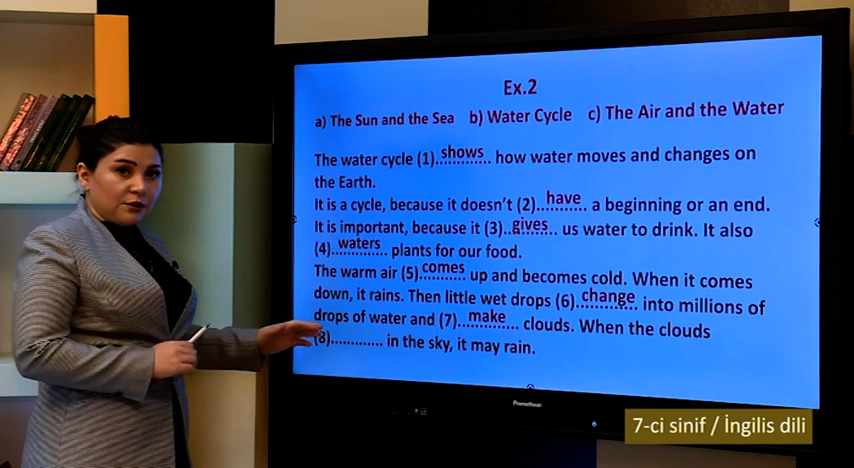 Ex.2
a) The Sun and the Sea b) Water Cycle c) The Air and the Water
The water cycle (1)..shows.. how water moves and changes on
the Earth.
It is a cycle, because it doesn't (2)..have.. a beginning or an end.
It is important, because it (3)..gives.. us water to drink. It also
(4)..waters.. plants for our food.
The warm air (5)..comes.. up and becomes cold. When it comes
down, it rains. Then little wet drops (6)..change.. into millions of
drops of water and (7)..make.. clouds. When the clouds
(8)............. in the sky, it may rain.
Promethean
7-ci sinif / İngilis dili